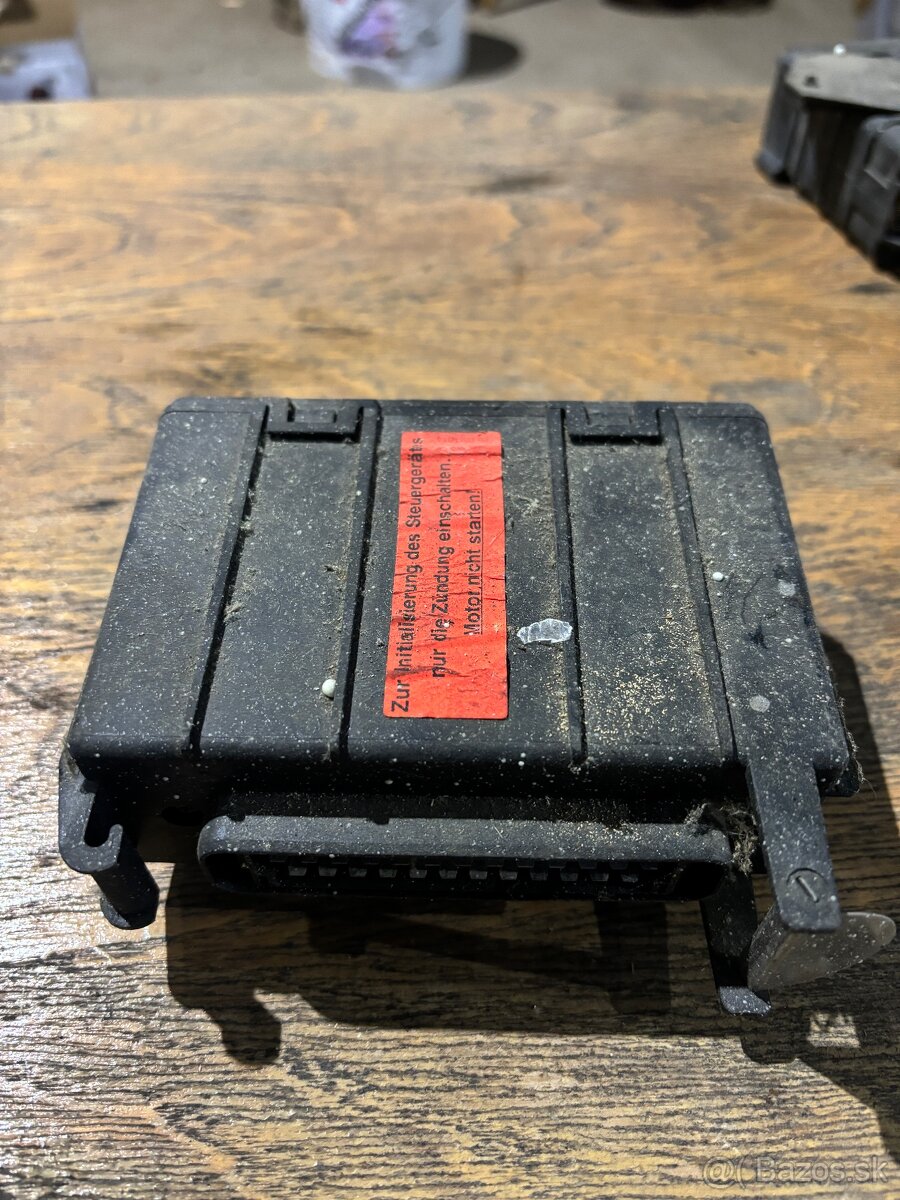 Zur Initialisierung des Steuergeräts
nur die Zündung einschalten.
Motor nicht starten!
Bazos.sk